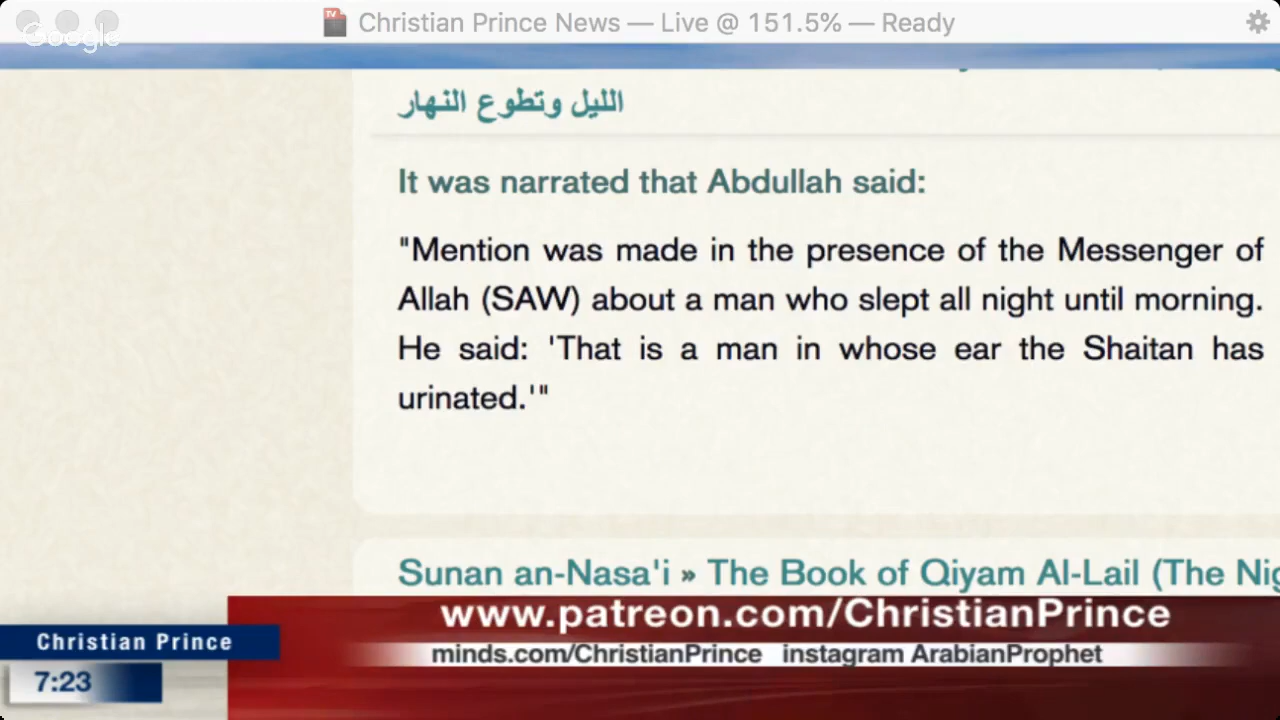 Christian Prince News — Live @ 151.5% — Ready
Google
الليل وتطوع النهار
It was narrated that Abdullah said:
"Mention was made in the presence of the Messenger of
Allah (SAW) about a man who slept all night until morning.
He said: 'That is a man in whose ear the Shaitan has
urinated.'"
Sunan an-Nasa'i » The Book of Qiyam Al-Lail (The Nig
www.patreon.com/ChristianPrince
Christian Prince
minds.com/ChristianPrince instagram ArabianProphet
7:23